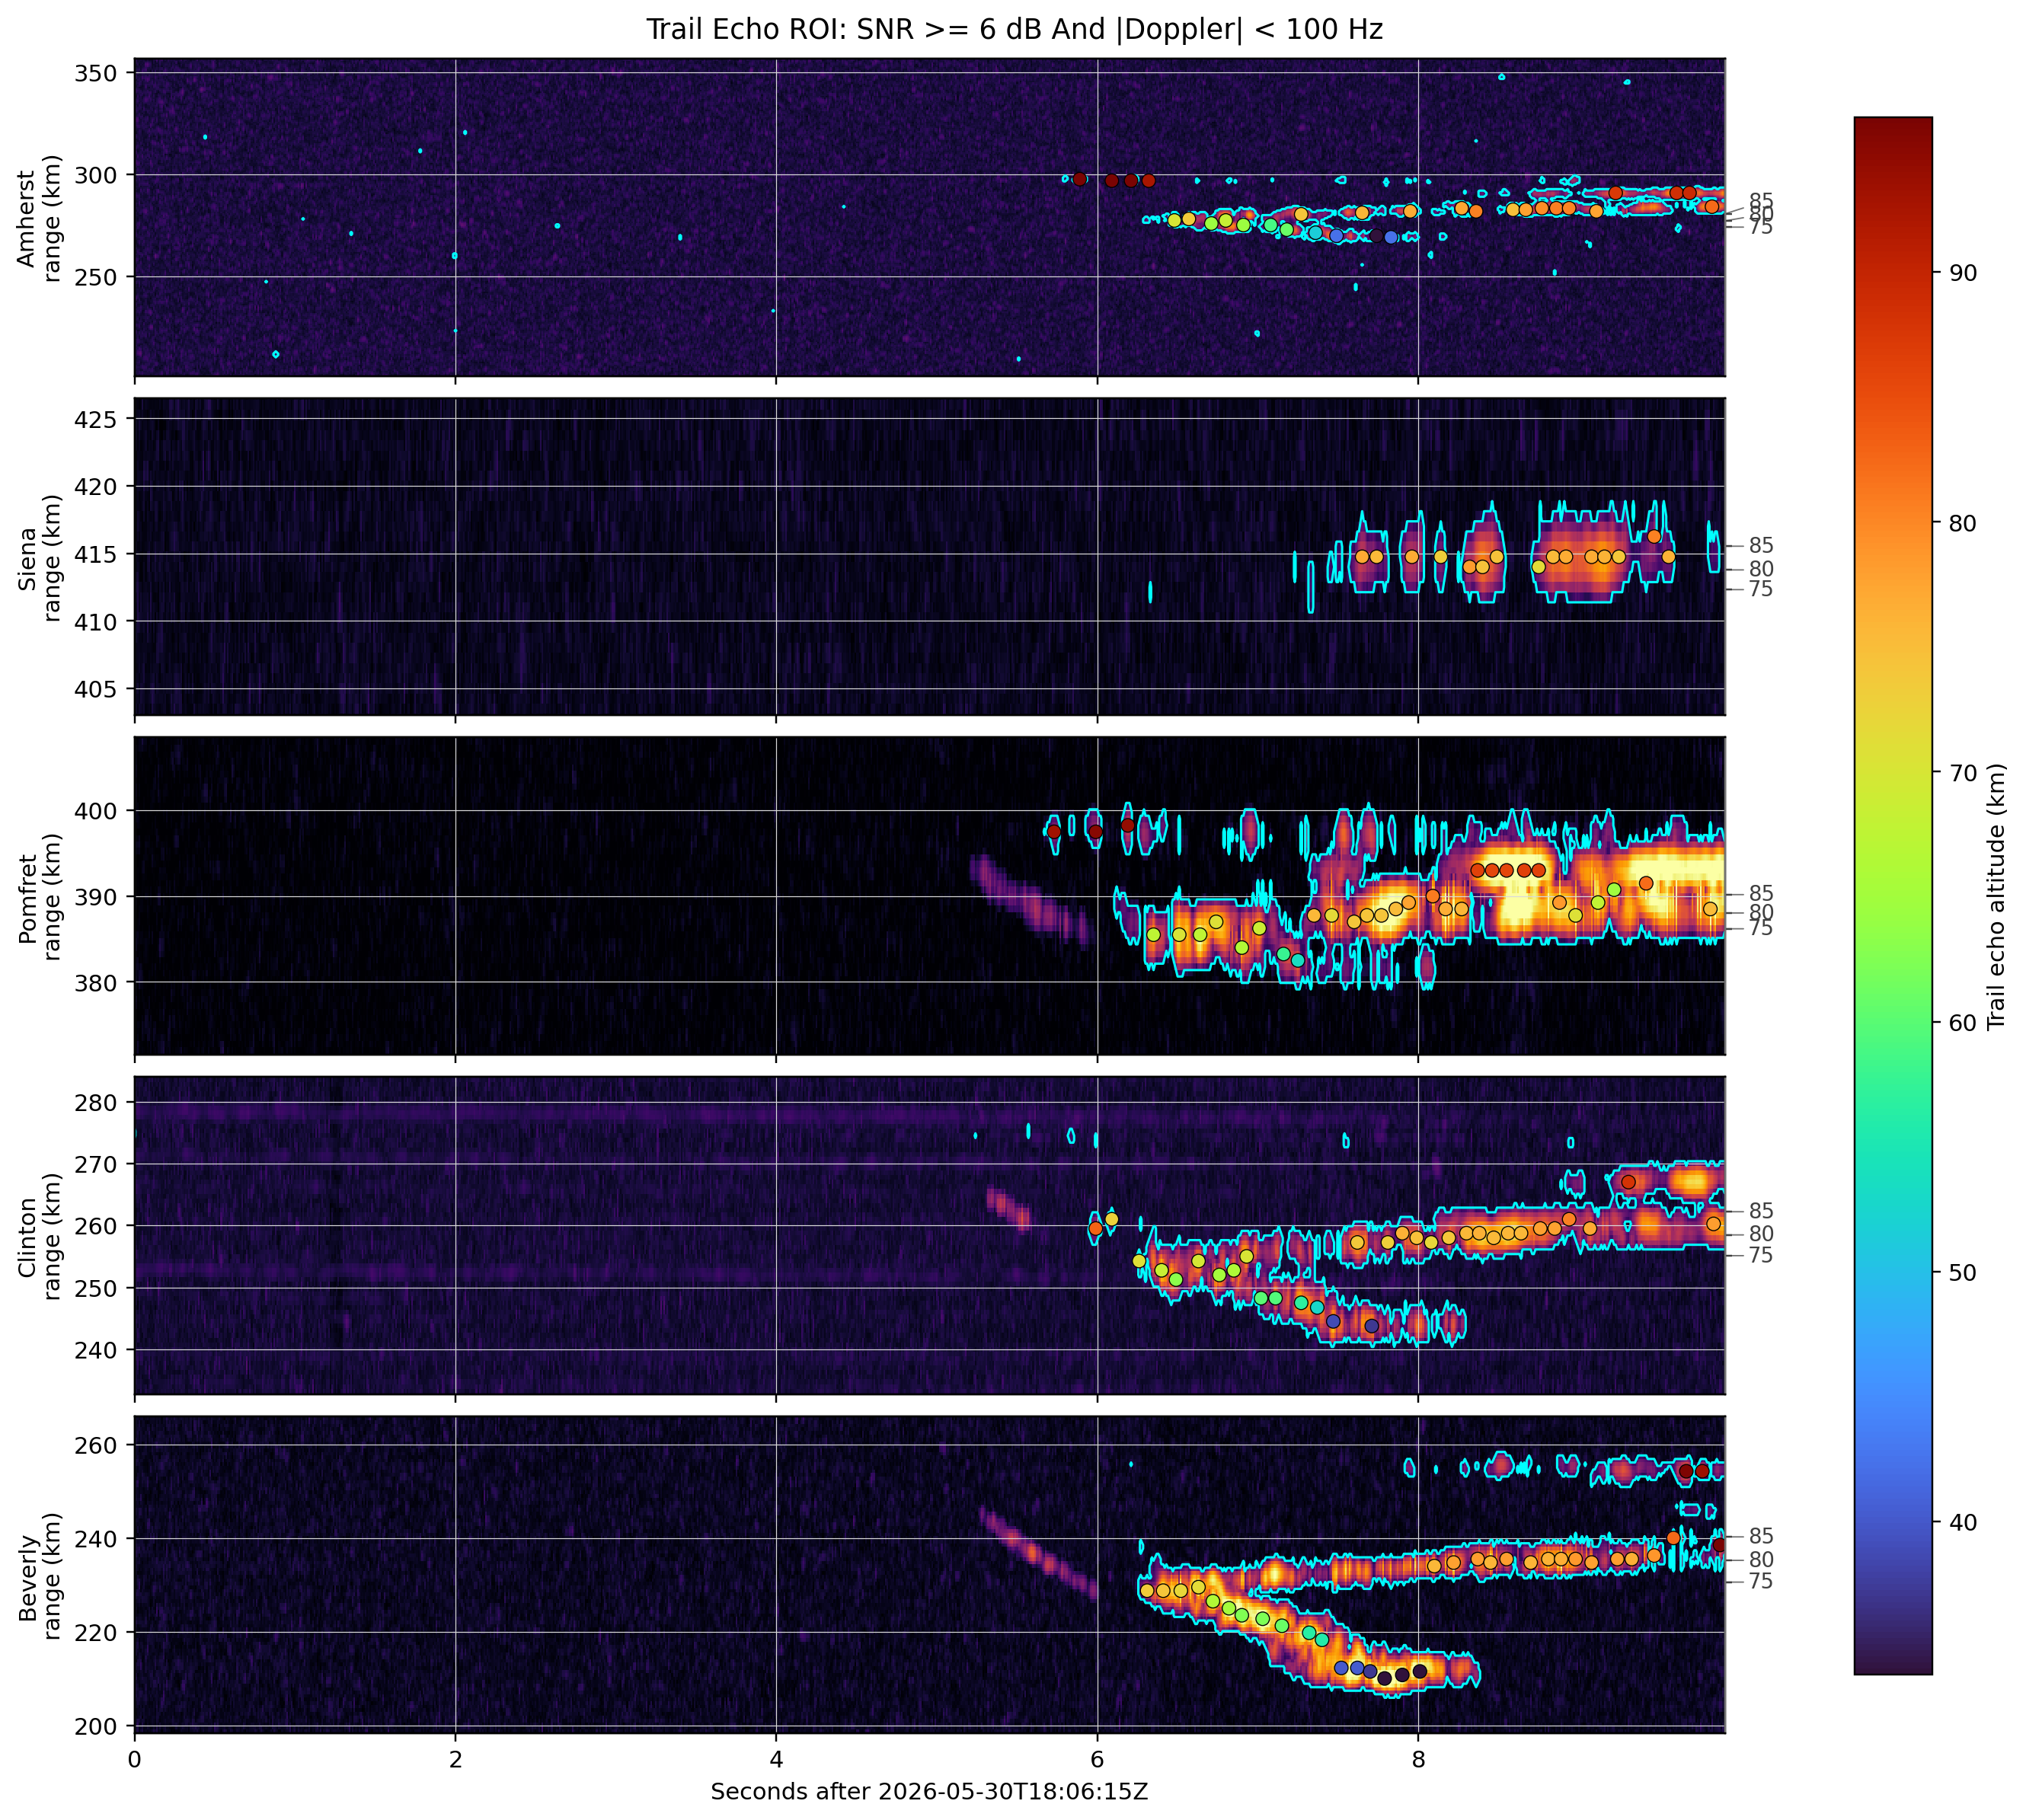 Trail Echo ROI: SNR >= 6 dB And |Doppler| < 100 Hz
Amherst
range (km)
350
300
250
85
80
75
Siena
range (km)
425
420
415
410
405
85
80
75
Pomfret
range (km)
400
390
380
85
80
75
Clinton
range (km)
280
270
260
250
240
85
80
75
Beverly
range (km)
260
240
220
200
85
80
75
0 2 4 6 8
Seconds after 2026-05-30T18:06:15Z
90
80
70
60
50
40
Trail echo altitude (km)